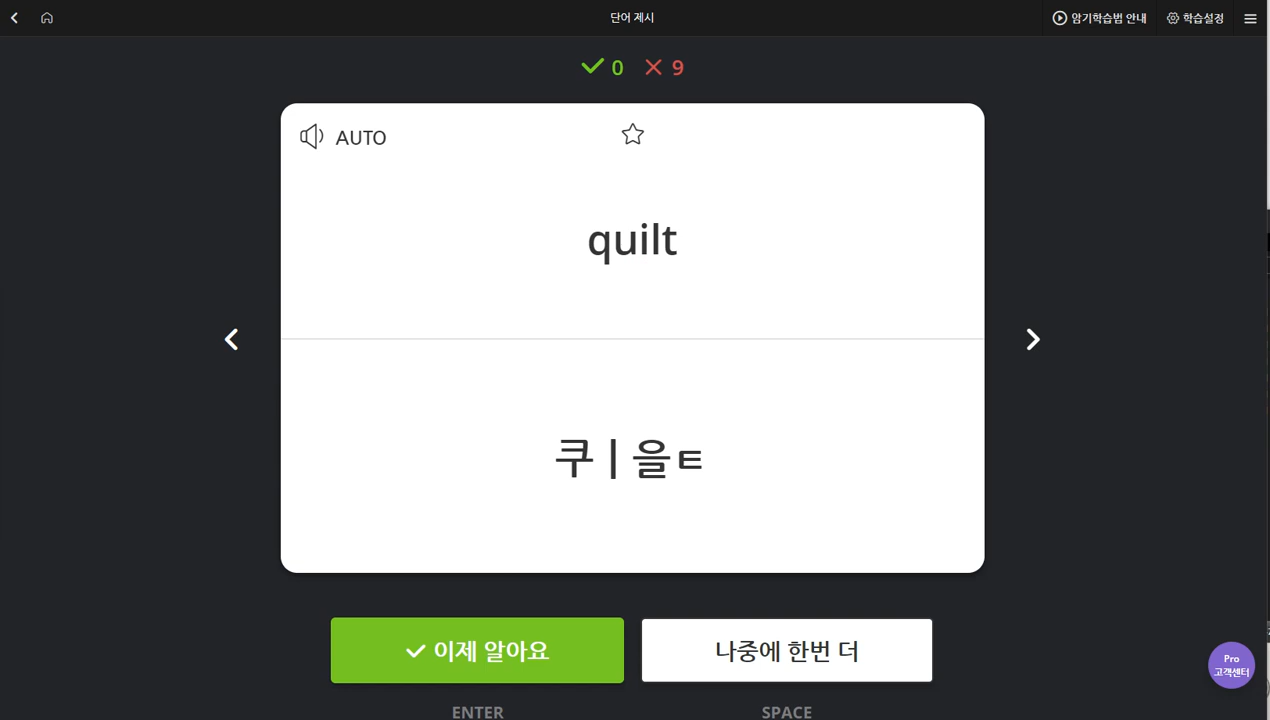 단어 제시
암기학습법 안내
학습설정
0 9
AUTO
quilt
쿠ㅣ을ㅌ
이제 알아요
나중에 한번 더
ENTER
SPACE
Pro
고객센터